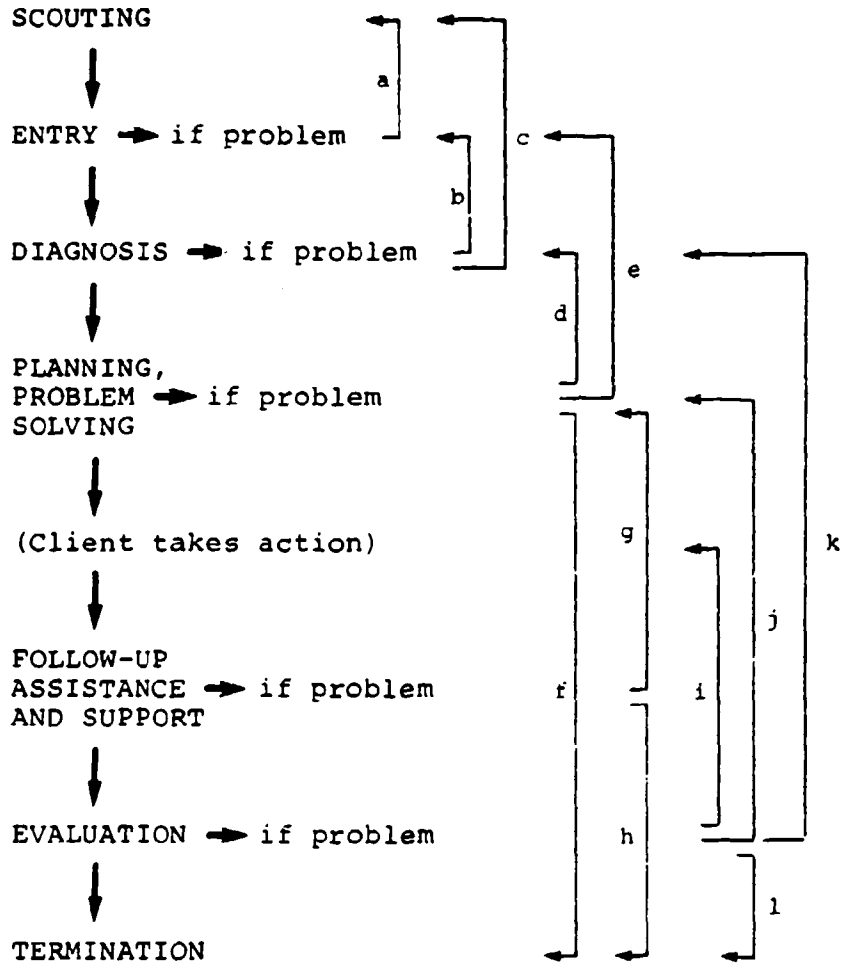 SCOUTING
a
ENTRY if problem
c
b
DIAGNOSIS if problem
e
d
PLANNING,
PROBLEM if problem
SOLVING
g
(Client takes action)
k
j
FOLLOW-UP
ASSISTANCE if problem
AND SUPPORT
f
i
EVALUATION if problem
h
l
TERMINATION